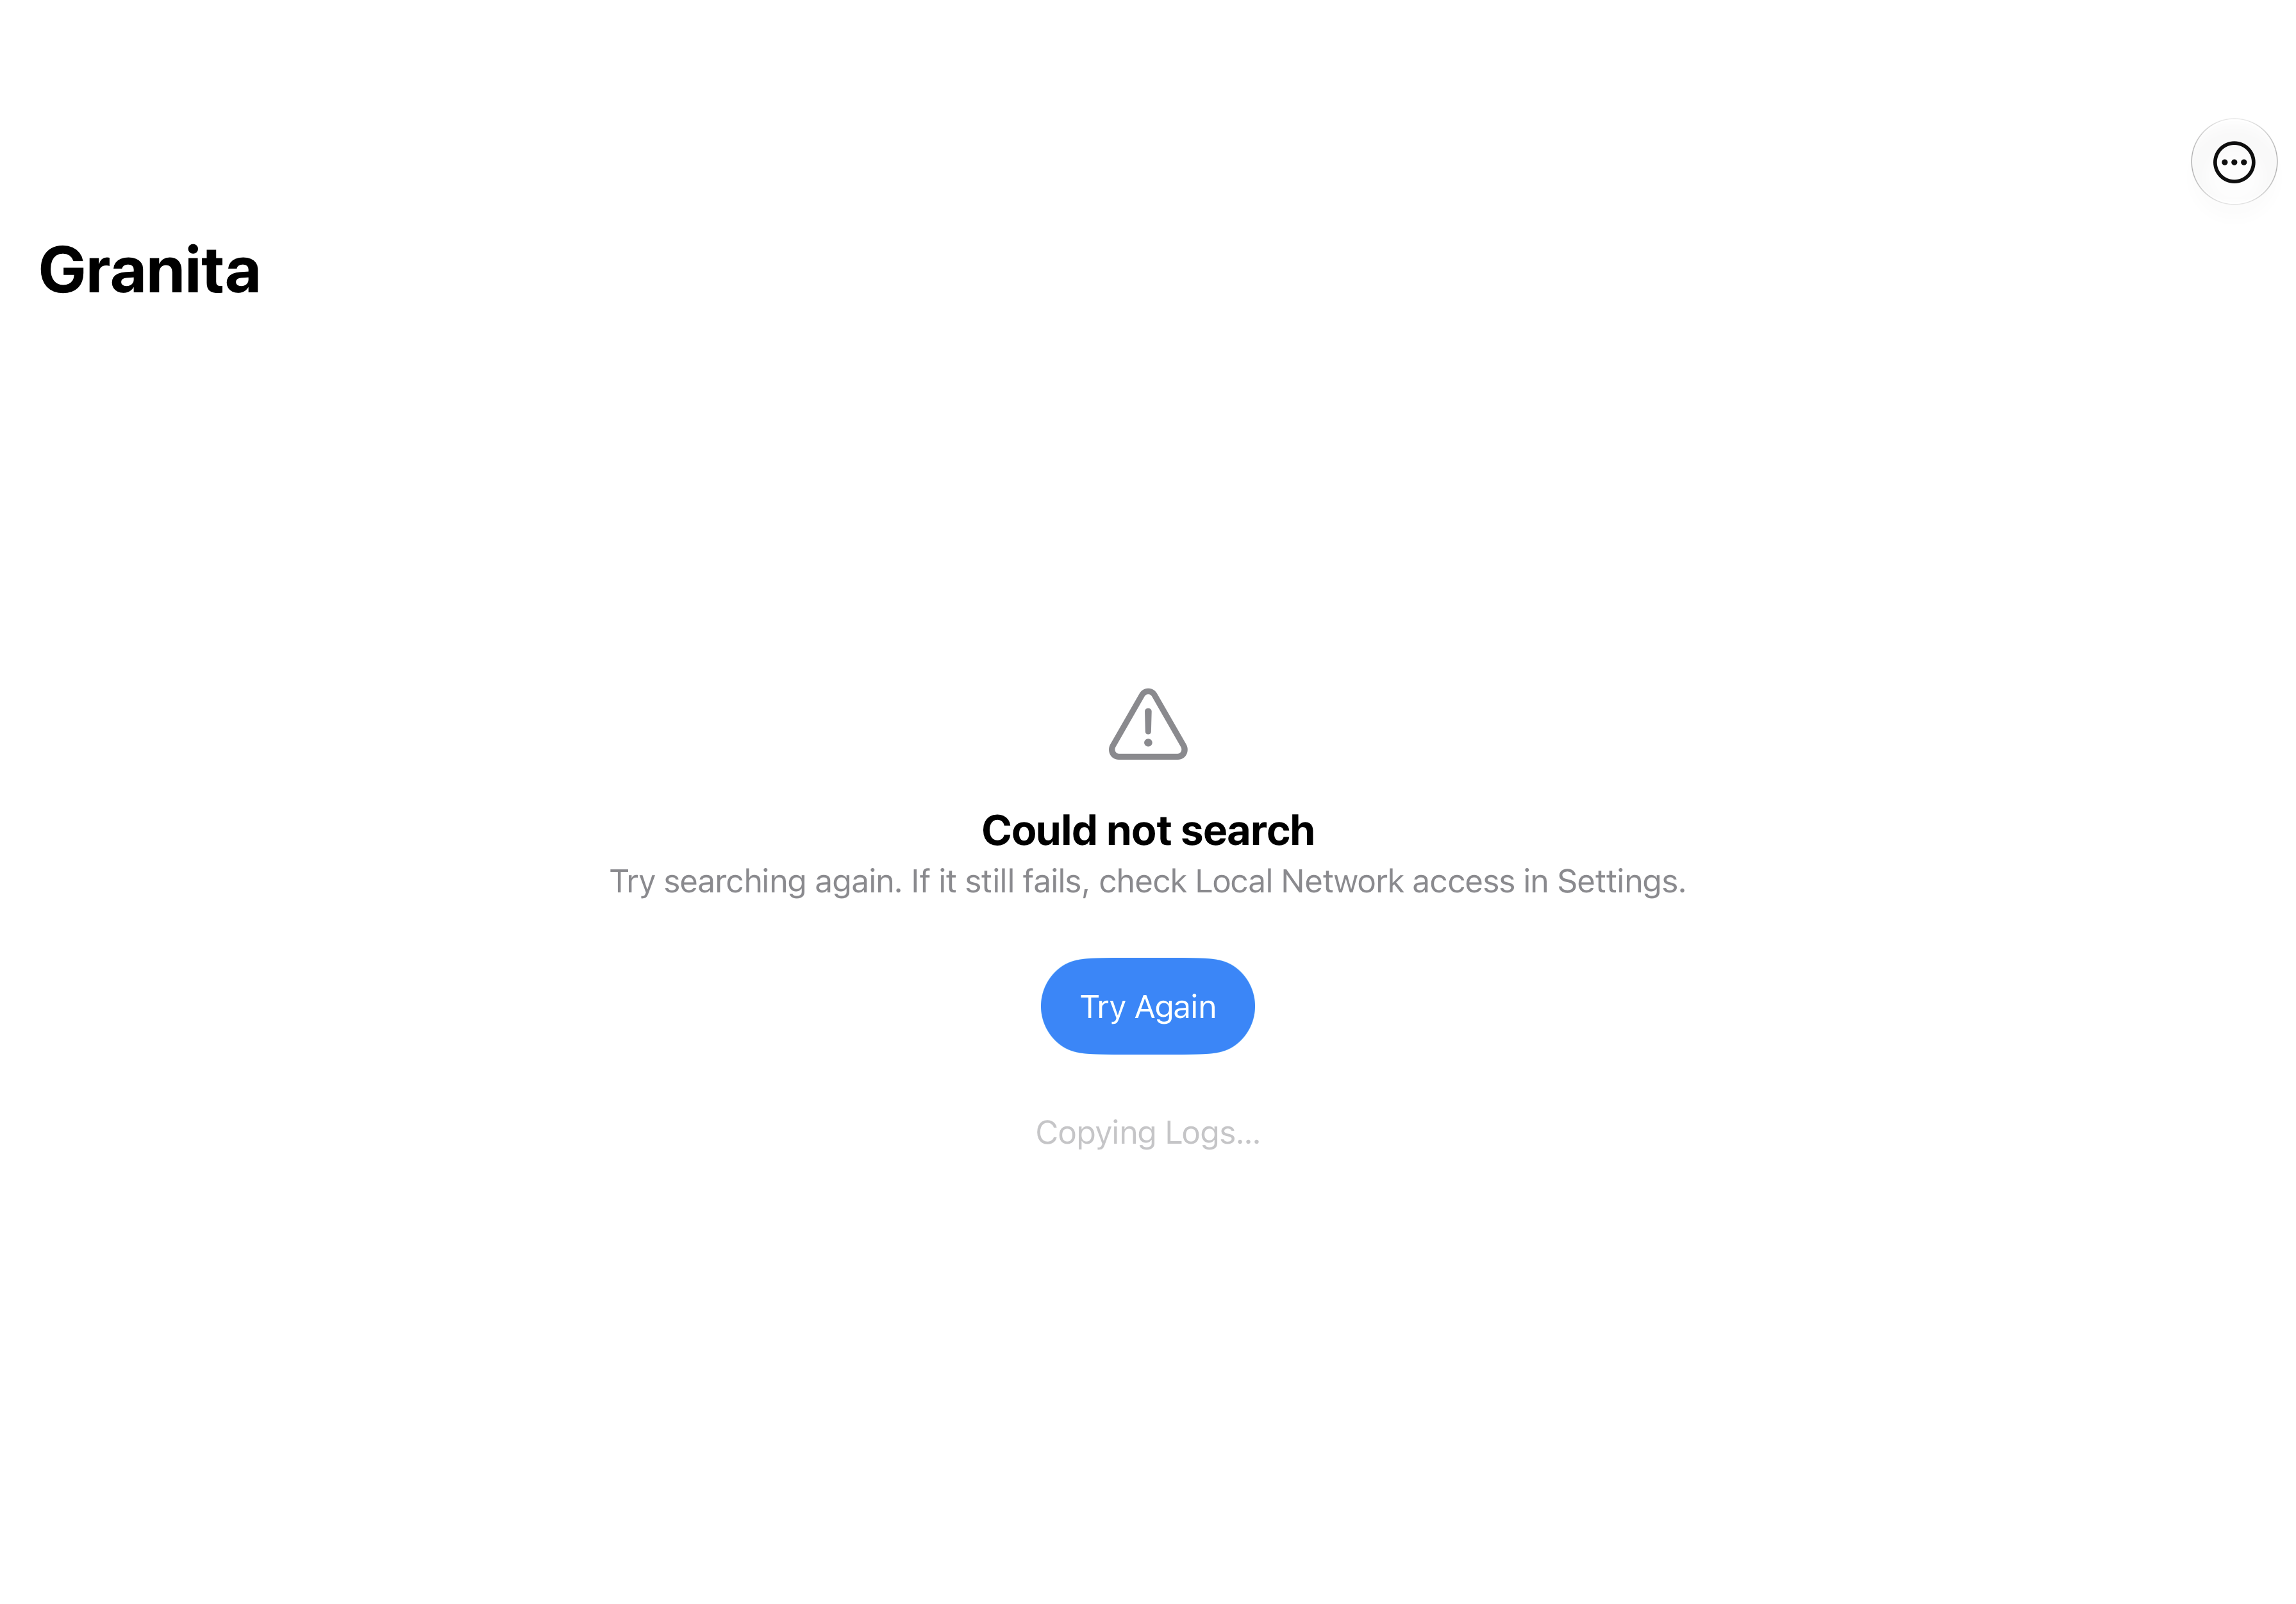 Granita
Could not search
Try searching again. If it still fails, check Local Network access in Settings.
Try Again
Copying Logs...